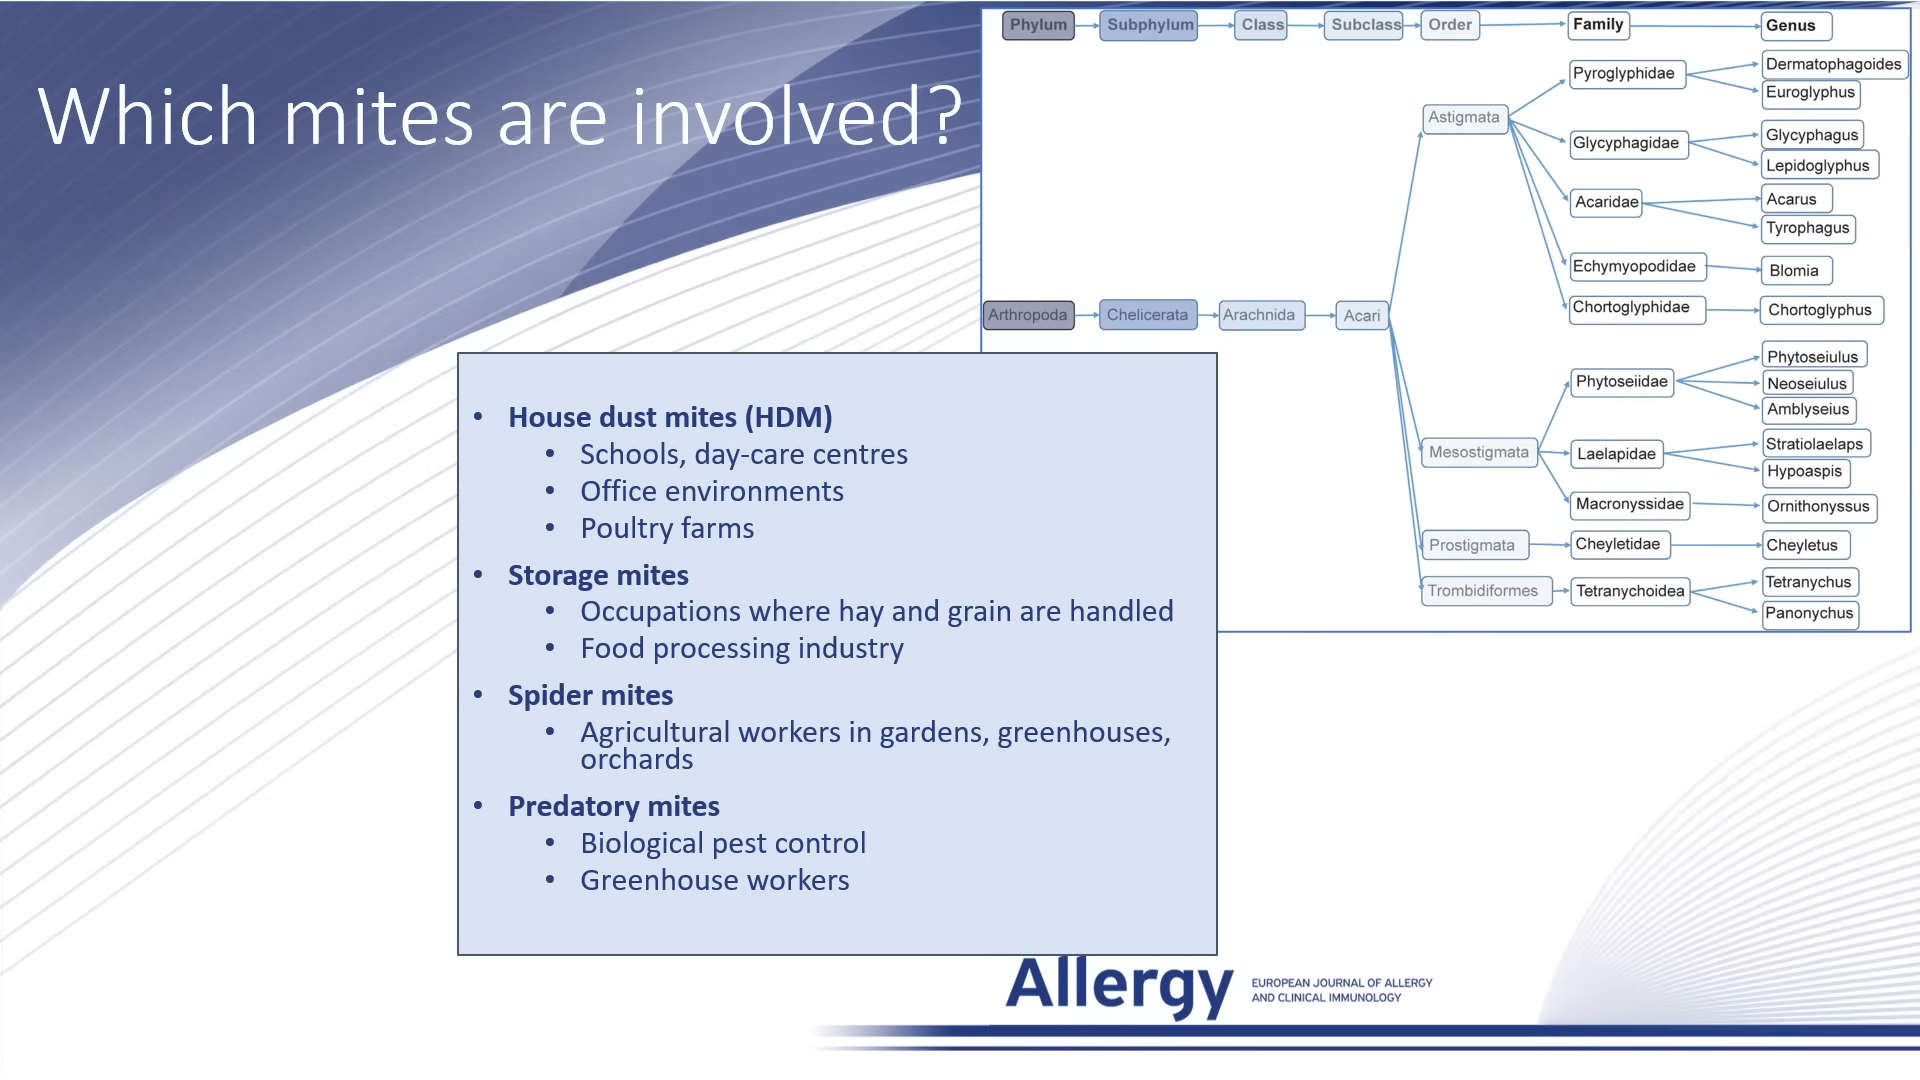 Which mites are involved?
Phylum
Subphylum
Class
Subclass
Order
Family
Genus
Arthropoda
Chelicerata
Arachnida
Acari
Astigmata
Pyroglyphidae
Dermatophagoides
Euroglyphus
Glycyphagidae
Glycyphagus
Lepidoglyphus
Acaridae
Acarus
Tyrophagus
Echymyopodidae
Blomia
Chortoglyphidae
Chortoglyphus
Mesostigmata
Phytoseiidae
Phytoseiulus
Neoseiulus
Amblyseius
Laelapidae
Stratiolaelaps
Hypoaspis
Macronyssidae
Ornithonyssus
Prostigmata
Cheyletidae
Cheyletus
Trombidiformes
Tetranychoidea
Tetranychus
Panonychus
• House dust mites (HDM)
• Schools, day-care centres
• Office environments
• Poultry farms
• Storage mites
• Occupations where hay and grain are handled
• Food processing industry
• Spider mites
• Agricultural workers in gardens, greenhouses,
orchards
• Predatory mites
• Biological pest control
• Greenhouse workers
Allergy
EUROPEAN JOURNAL OF ALLERGY
AND CLINICAL IMMUNOLOGY